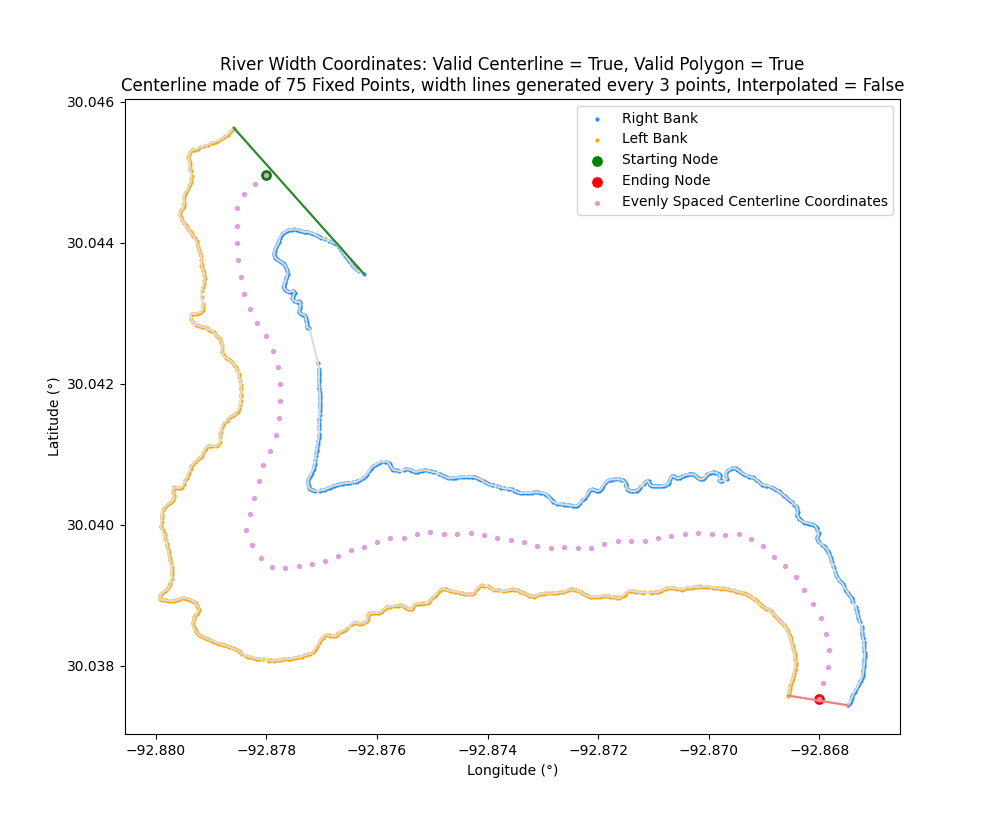 River Width Coordinates: Valid Centerline = True, Valid Polygon = True
Centerline made of 75 Fixed Points, width lines generated every 3 points, Interpolated = False
Right Bank
Left Bank
Starting Node
Ending Node
Evenly Spaced Centerline Coordinates
30.046
30.044
30.042
30.040
30.038
Latitude (°)
−92.880 −92.878 −92.876 −92.874 −92.872 −92.870 −92.868
Longitude (°)